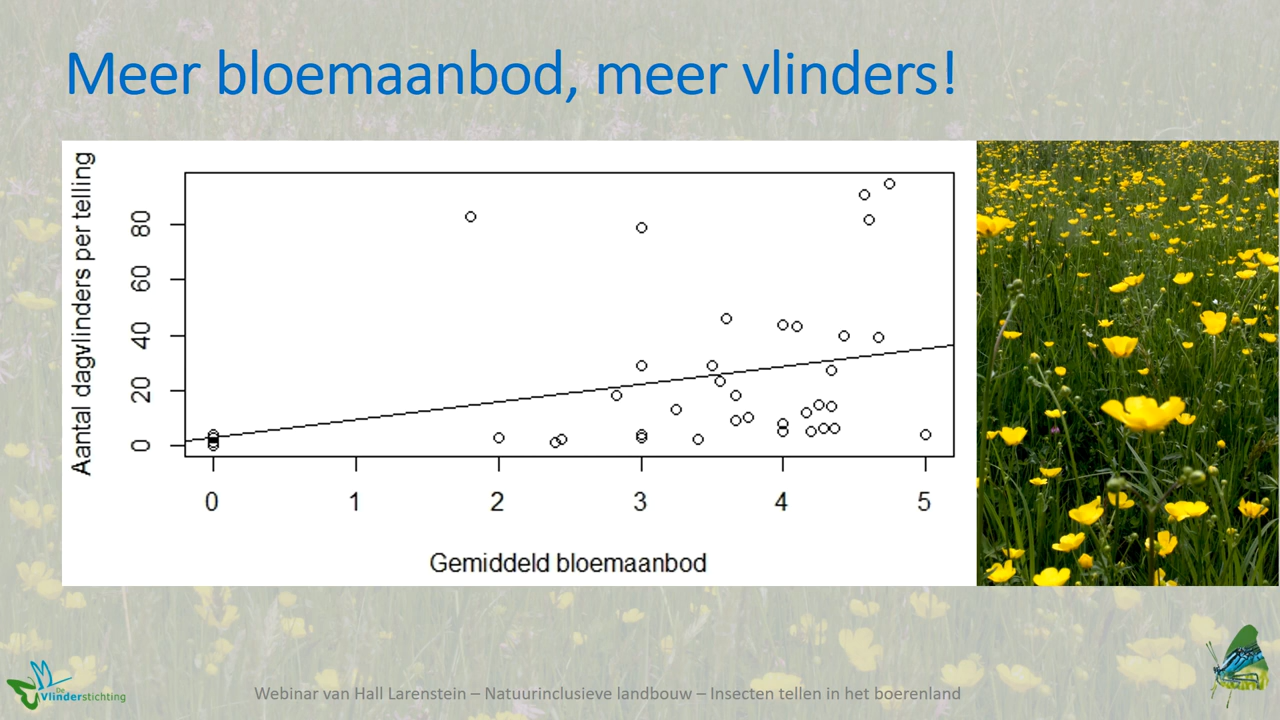 Meer bloemaanbod, meer vlinders!
Aantal dagvlinders per telling
80
60
40
20
0
0 1 2 3 4 5
Gemiddeld bloemaanbod
De Vlinderstichting
Webinar van Hall Larenstein – Natuurinclusieve landbouw – Insecten tellen in het boerenland